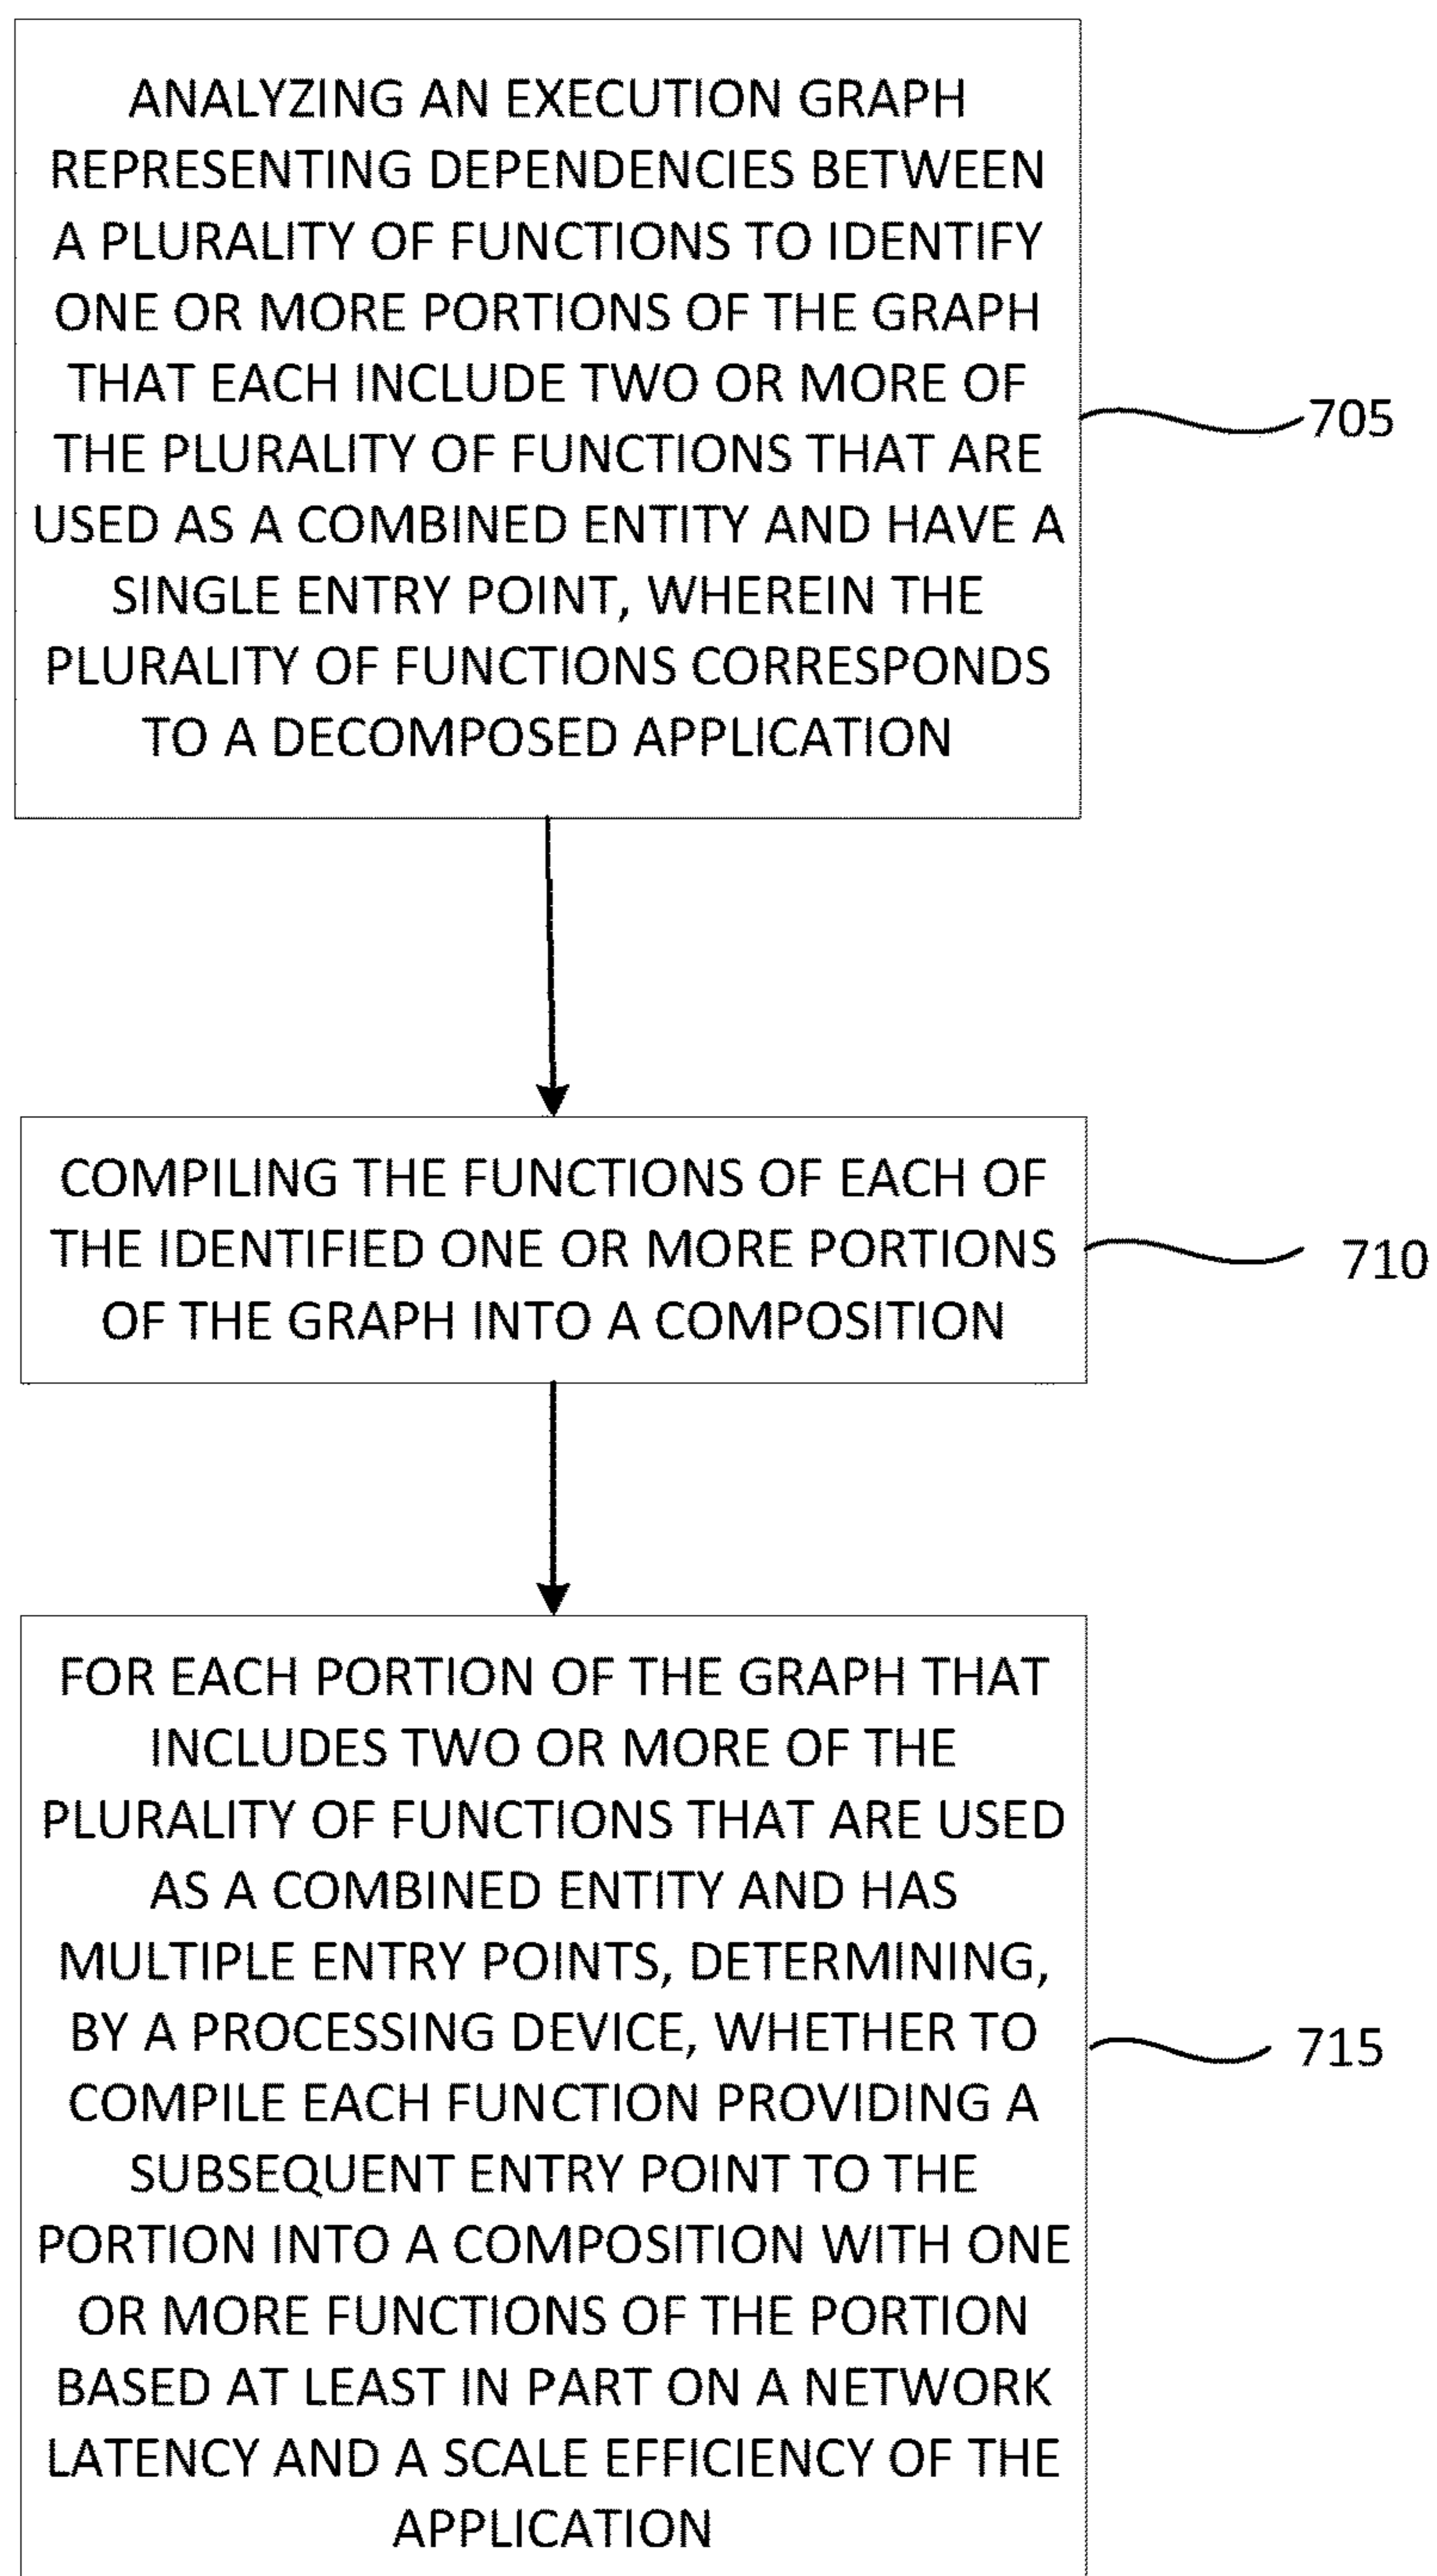 ANALYZING AN EXECUTION GRAPH
REPRESENTING DEPENDENCIES BETWEEN
A PLURALITY OF FUNCTIONS TO IDENTIFY
ONE OR MORE PORTIONS OF THE GRAPH
THAT EACH INCLUDE TWO OR MORE OF
THE PLURALITY OF FUNCTIONS THAT ARE
USED AS A COMBINED ENTITY AND HAVE A
SINGLE ENTRY POINT, WHEREIN THE
PLURALITY OF FUNCTIONS CORRESPONDS
TO A DECOMPOSED APPLICATION
705
COMPILING THE FUNCTIONS OF EACH OF
THE IDENTIFIED ONE OR MORE PORTIONS
OF THE GRAPH INTO A COMPOSITION
710
FOR EACH PORTION OF THE GRAPH THAT
INCLUDES TWO OR MORE OF THE
PLURALITY OF FUNCTIONS THAT ARE USED
AS A COMBINED ENTITY AND HAS
MULTIPLE ENTRY POINTS, DETERMINING,
BY A PROCESSING DEVICE, WHETHER TO
COMPILE EACH FUNCTION PROVIDING A
SUBSEQUENT ENTRY POINT TO THE
PORTION INTO A COMPOSITION WITH ONE
OR MORE FUNCTIONS OF THE PORTION
BASED AT LEAST IN PART ON A NETWORK
LATENCY AND A SCALE EFFICIENCY OF THE
APPLICATION
715